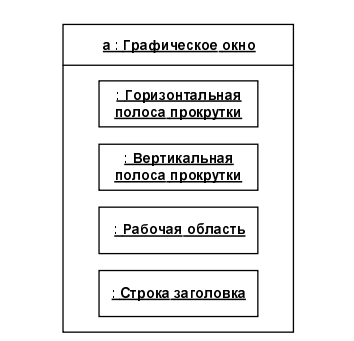 а : Графическое окно
: Горизонтальная
полоса прокрутки
: Вертикальная
полоса прокрутки
: Рабочая область
: Строка заголовка